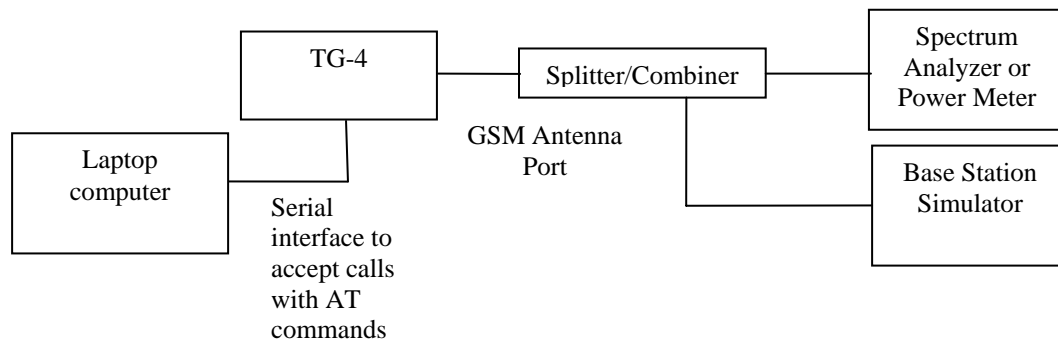 TG-4
Splitter/Combiner
Spectrum
Analyzer or
Power Meter
GSM Antenna
Port
Laptop
computer
Base Station
Simulator
Serial
interface to
accept calls
with AT
commands